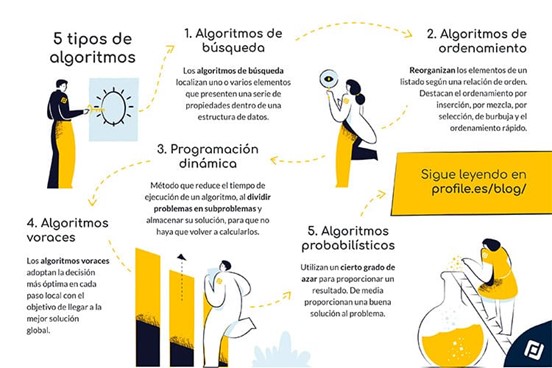 5 tipos de
algoritmos
1. Algoritmos de
búsqueda
Los algoritmos de búsqueda
localizan uno o varios elementos
que presenten una serie de
propiedades dentro de una
estructura de datos.
2. Algoritmos de
ordenamiento
Reorganizan los elementos de un
listado según una relación de orden.
Destacan el ordenamiento por
inserción, por mezcla, por
selección, de burbuja y el
ordenamiento rápido.
3. Programación
dinámica
Método que reduce el tiempo de
ejecución de un algoritmo, al dividir
problemas en subproblemas y
almacenar su solución, para que no
haya que volver a calcularlos.
Sigue leyendo en
profile.es/blog/
4. Algoritmos
voraces
Los algoritmos voraces
adoptan la decisión
más óptima en cada
paso local con el
objetivo de llegar a la
mejor solución
global.
5. Algoritmos
probabilísticos
Utilizan un cierto grado de
azar para proporcionar un
resultado. De media
proporcionan una buena
solución al problema.